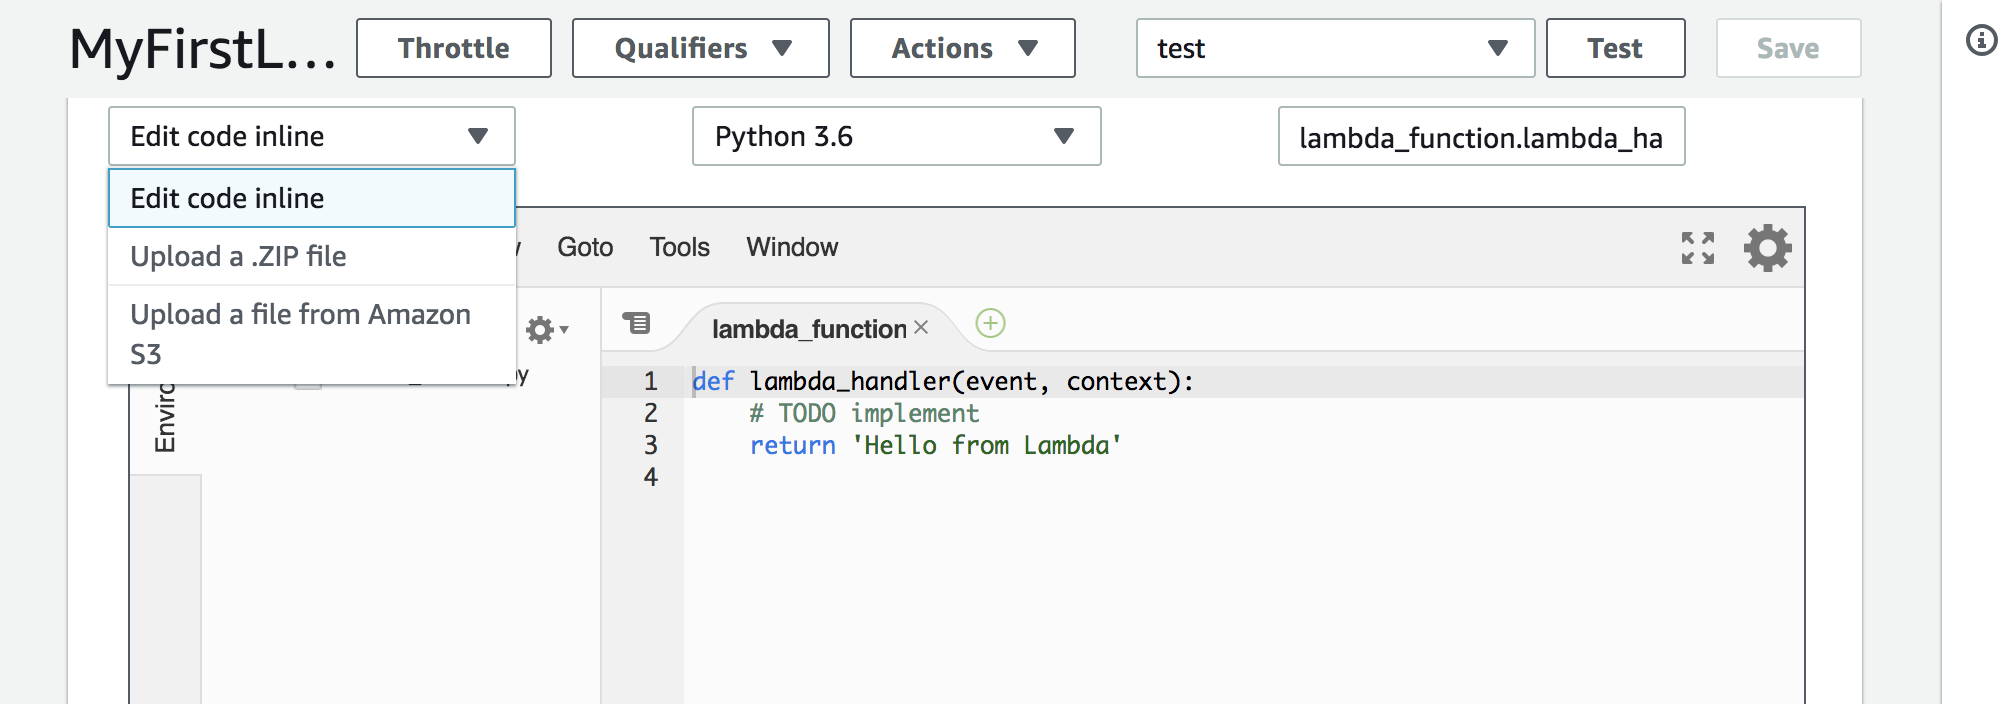 MyFirstL... Throttle Qualifiers Actions test Test Save
Edit code inline Python 3.6 lambda_function.lambda_ha
Edit code inline
Upload a .ZIP file Goto Tools Window
Upload a file from Amazon
S3
lambda_function
1 def lambda_handler(event, context):
2 # TODO implement
3 return 'Hello from Lambda'
4